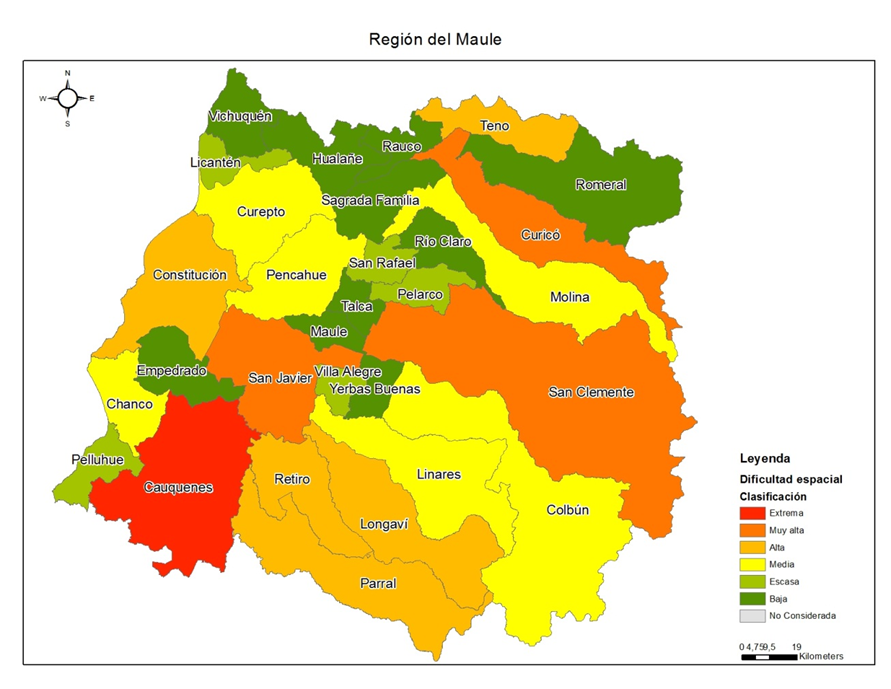 Región del Maule
N
W E
S
Vichuquén
Teno
Rauco
Licantén
Hualañe
Romeral
Sagrada Familia
Curepto
Curicó
Río Claro
San Rafael
Constitución
Pencahue
Pelarco
Molina
Talca
Maule
Empedrado
San Javier
Villa Alegre
Yerbas Buenas
San Clemente
Chanco
Pelluhue
Cauquenes
Retiro
Linares
Colbún
Longaví
Parral
Leyenda
Dificultad espacial
Clasificación
Extrema
Muy alta
Alta
Media
Escasa
Baja
No Considerada
0 4,759,5 19
Kilometers